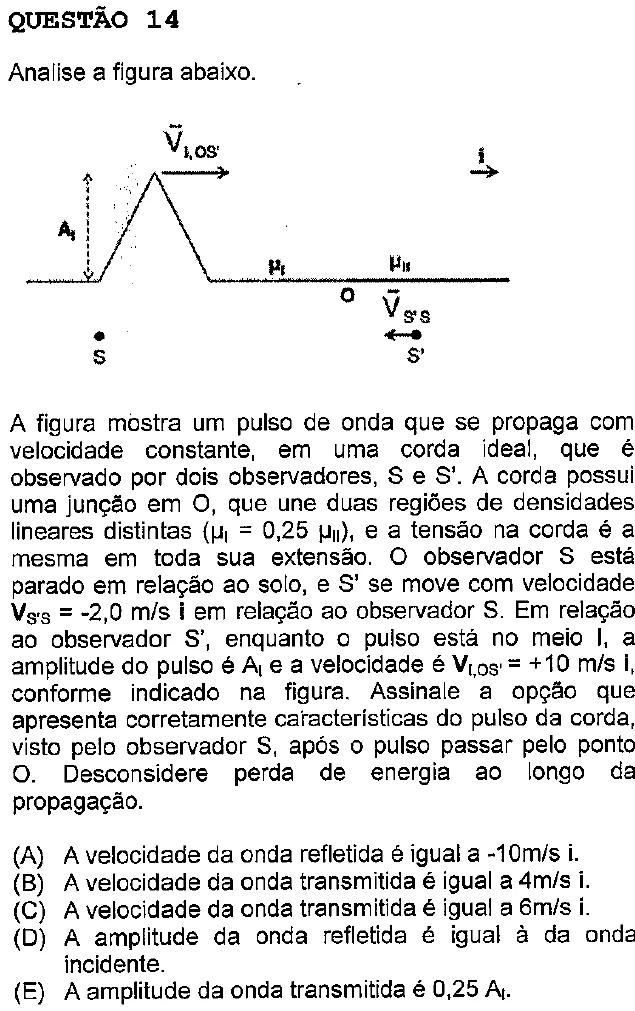 QUESTÃO 14
Analise a figura abaixo.
V⃗I,OS'
i
AI
μI
μII
O
V⃗S'S
S
S'
A figura mostra um pulso de onda que se propaga com
velocidade constante, em uma corda ideal, que é
observado por dois observadores, S e S'. A corda possui
uma junção em O, que une duas regiões de densidades
lineares distintas (μI = 0,25 μII), e a tensão na corda é a
mesma em toda sua extensão. O observador S está
parado em relação ao solo, e S' se move com velocidade
VS'S = -2,0 m/s i em relação ao observador S. Em relação
ao observador S', enquanto o pulso está no meio I, a
amplitude do pulso é AI e a velocidade é VI,OS' = +10 m/s i,
conforme indicado na figura. Assinale a opção que
apresenta corretamente características do pulso da corda,
visto pelo observador S, após o pulso passar pelo ponto
O. Desconsidere perda de energia ao longo da
propagação.
(A) A velocidade da onda refletida é igual a -10m/s i.
(B) A velocidade da onda transmitida é igual a 4m/s i.
(C) A velocidade da onda transmitida é igual a 6m/s i.
(D) A amplitude da onda refletida é igual à da onda
incidente.
(E) A amplitude da onda transmitida é 0,25 AI.